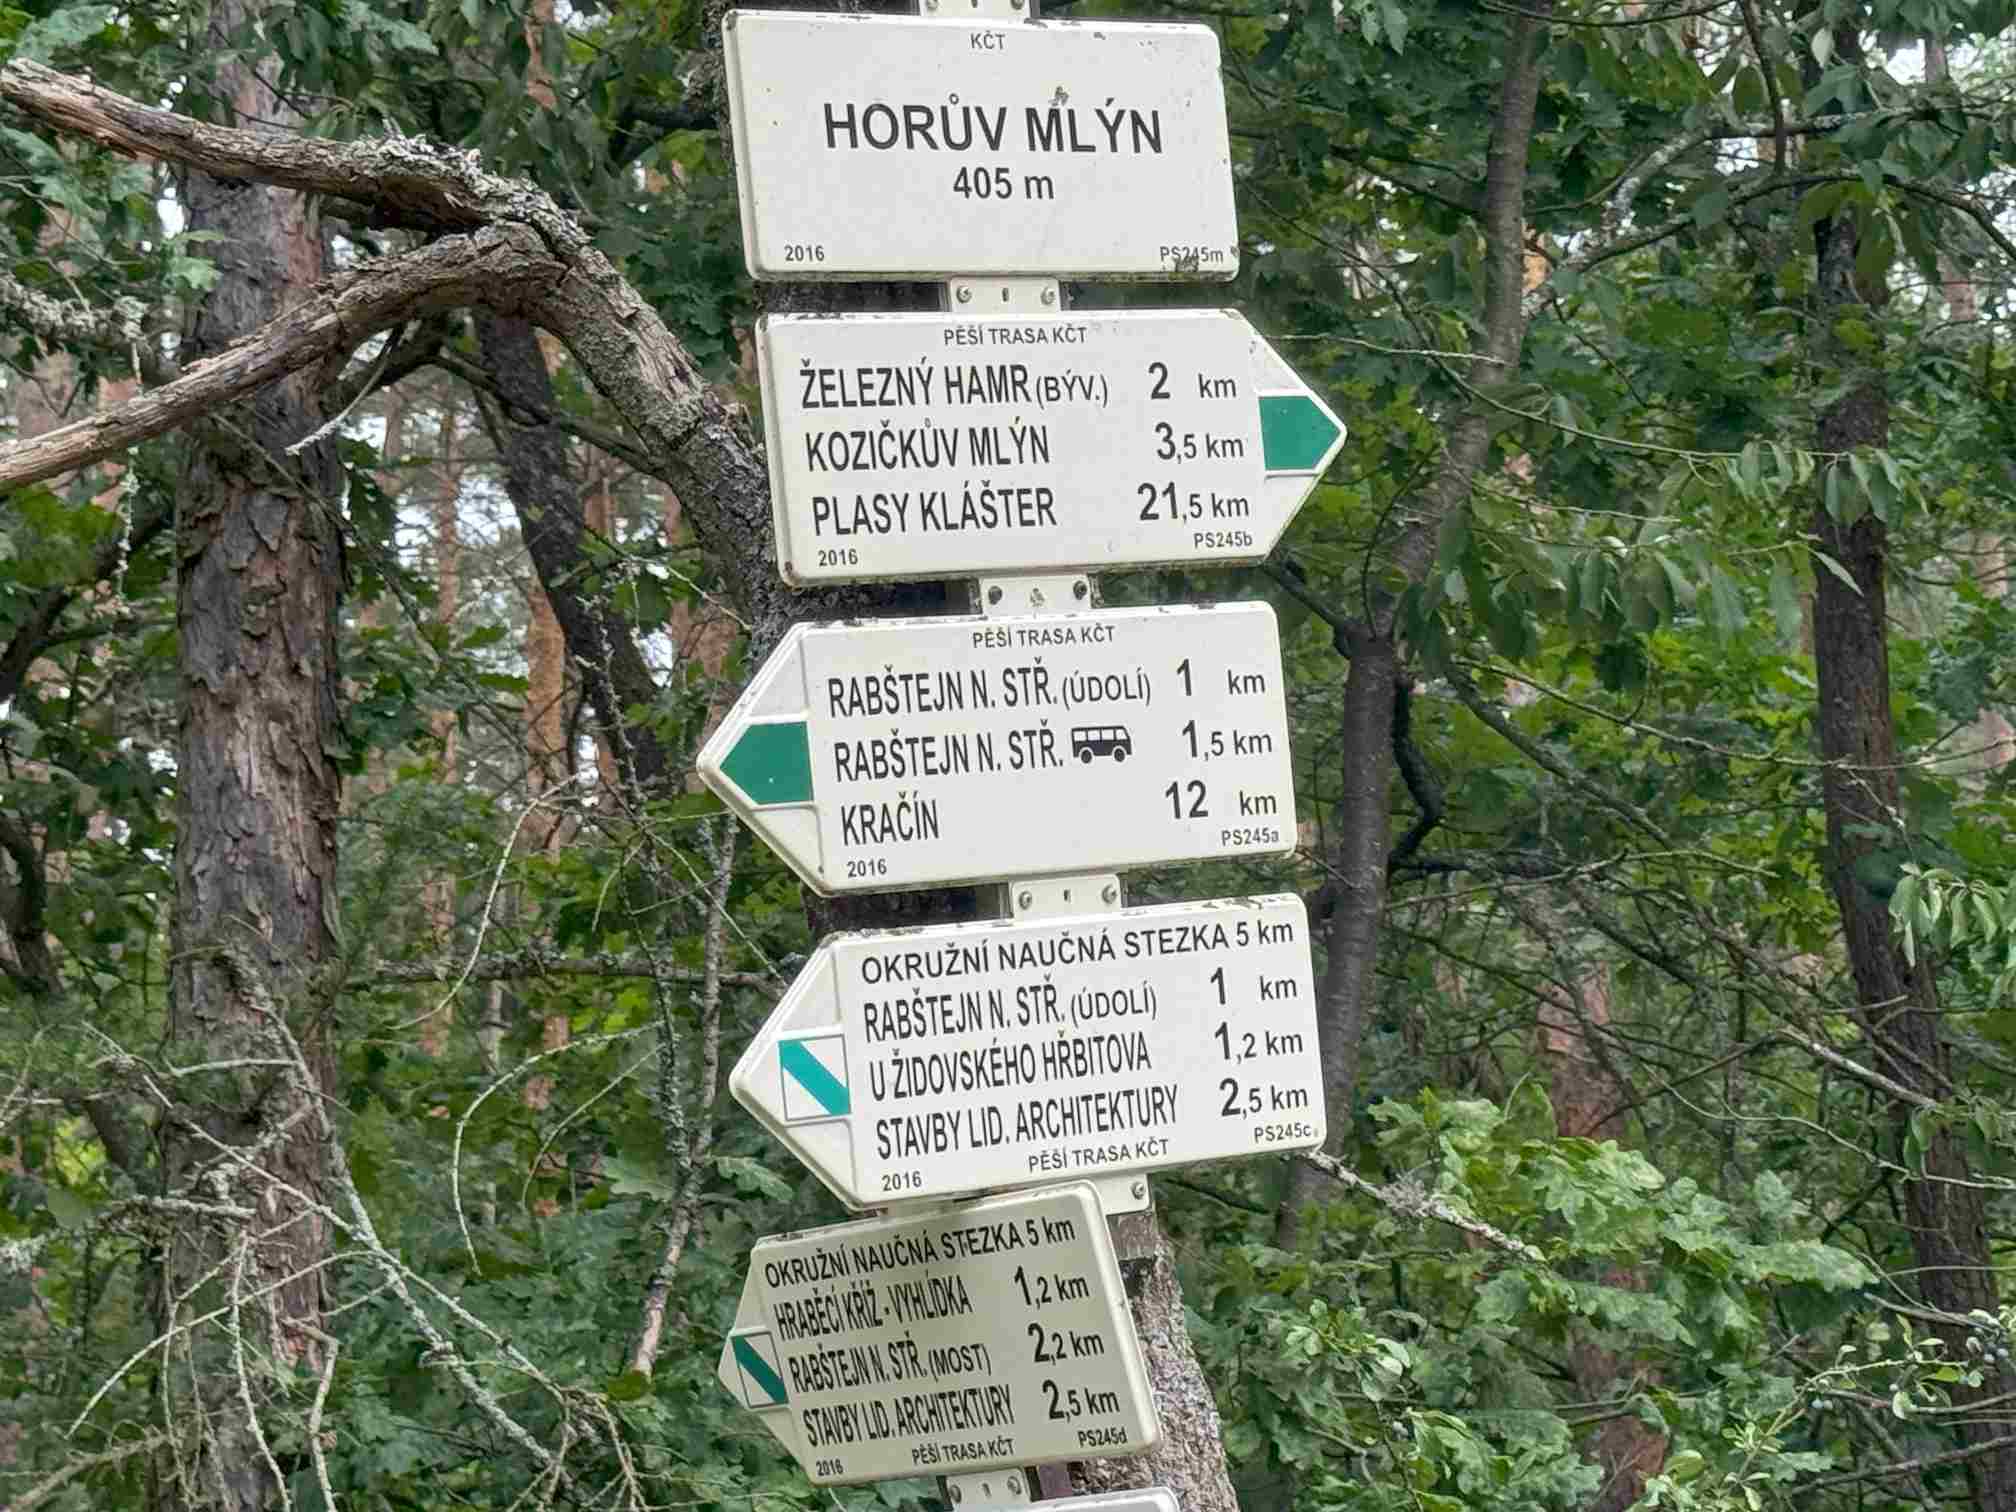 KČT
HORŮV MLÝN
405 m
2016 PS245m
PĚŠÍ TRASA KČT
ŽELEZNÝ HAMR (BÝV.) 2 km
KOZIČKŮV MLÝN 3,5 km
PLASY KLÁŠTER 21,5 km
2016 PS245b
PĚŠÍ TRASA KČT
RABŠTEJN N. STŘ. (ÚDOLÍ) 1 km
RABŠTEJN N. STŘ. 1,5 km
KRAČÍN 12 km
2016 PS245a
OKRUŽNÍ NAUČNÁ STEZKA 5 km
RABŠTEJN N. STŘ. (ÚDOLÍ) 1 km
U ŽIDOVSKÉHO HŘBITOVA 1,2 km
STAVBY LID. ARCHITEKTURY 2,5 km
2016 PĚŠÍ TRASA KČT PS245c
OKRUŽNÍ NAUČNÁ STEZKA 5 km
HRABĚCÍ KŘÍŽ - VYHLÍDKA 1,2 km
RABŠTEJN N. STŘ. (MOST) 2,2 km
STAVBY LID. ARCHITEKTURY 2,5 km
2016 PĚŠÍ TRASA KČT PS245d